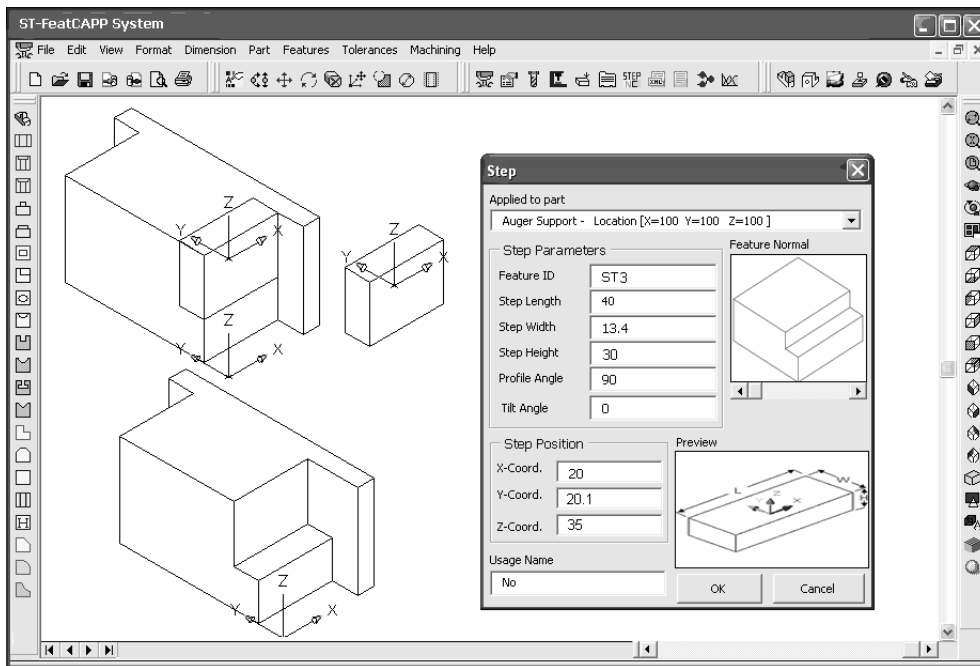 ST-FeatCAPP System
File Edit View Format Dimension Part Features Tolerances Machining Help
STEP
XML
Z
Y X
Z
Y X
Z
Y X
Z
Y X
Step
Applied to part
Auger Support - Location [X=100 Y=100 Z=100 ]
Step Parameters
Feature ID ST3
Step Length 40
Step Width 13.4
Step Height 30
Profile Angle 90
Tilt Angle 0
Feature Normal
Step Position
X-Coord. 20
Y-Coord. 20.1
Z-Coord. 35
Preview
L W H
Z
Y X
Usage Name
No
OK Cancel